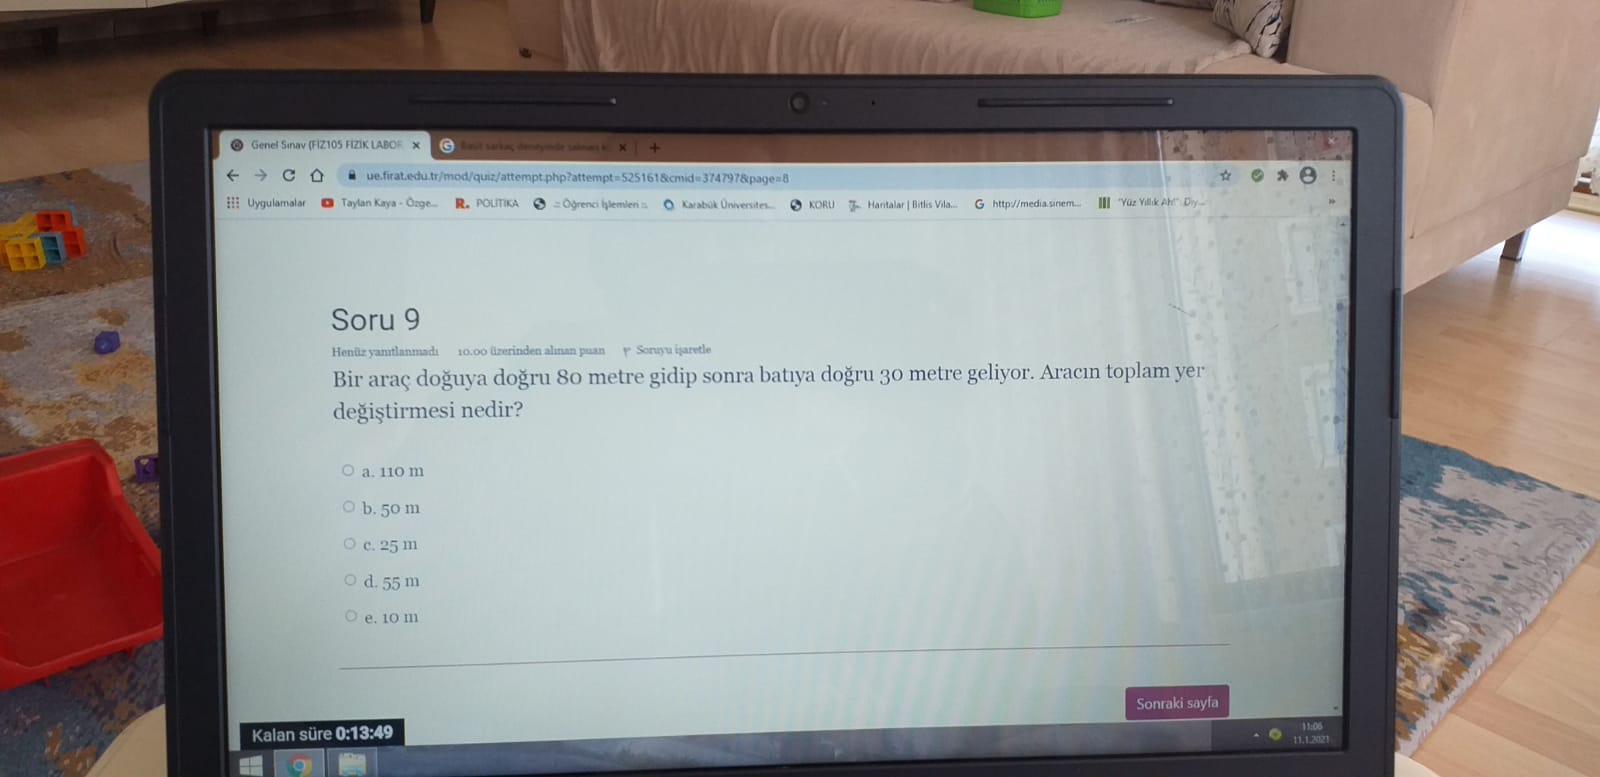 Genel Sınav (FİZ105 FİZİK LABOR
Basit sarkaç deneyinde salınım k
ue.firat.edu.tr/mod/quiz/attempt.php?attempt=525161&cmid=374797&page=8
Uygulamalar
Taylan Kaya - Özge...
R. POLİTİKA
.:: Öğrenci İşlemleri ::.
Karabük Üniversites...
KORU
Haritalar | Bitlis Vila...
http://media.sinem...
"Yüz Yıllık Ah!" Diy...
Soru 9
Henüz yanıtlanmadı 10.00 üzerinden alınan puan Soruyu işaretle
Bir araç doğuya doğru 80 metre gidip sonra batıya doğru 30 metre geliyor. Aracın toplam yer
değiştirmesi nedir?
a. 110 m
b. 50 m
c. 25 m
d. 55 m
e. 10 m
Sonraki sayfa
Kalan süre 0:13:49
11:06
11.1.2021